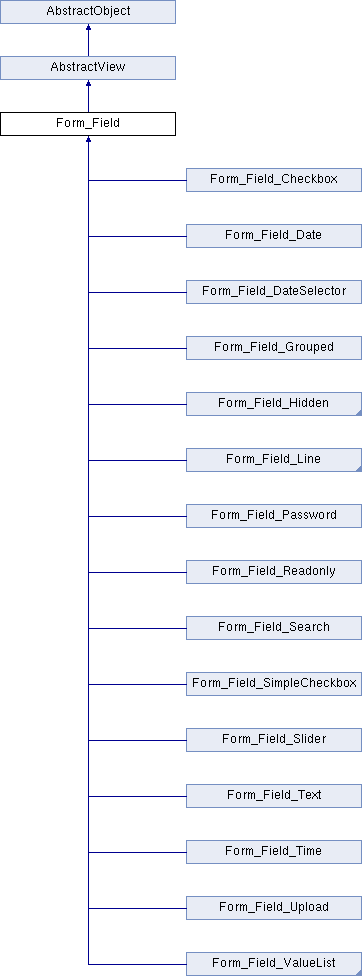 AbstractObject
AbstractView
Form_Field
Form_Field_Checkbox
Form_Field_Date
Form_Field_DateSelector
Form_Field_Grouped
Form_Field_Hidden
Form_Field_Line
Form_Field_Password
Form_Field_Readonly
Form_Field_Search
Form_Field_SimpleCheckbox
Form_Field_Slider
Form_Field_Text
Form_Field_Time
Form_Field_Upload
Form_Field_ValueList